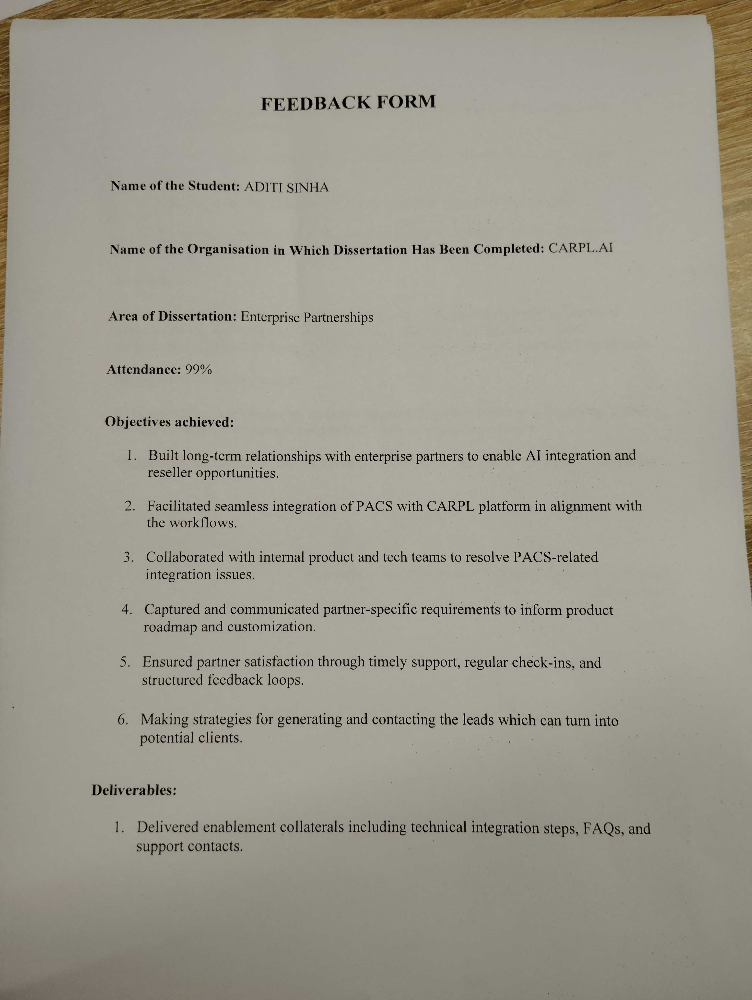 FEEDBACK FORM
Name of the Student: ADITI SINHA
Name of the Organisation in Which Dissertation Has Been Completed: CARPL.AI
Area of Dissertation: Enterprise Partnerships
Attendance: 99%
Objectives achieved:
1. Built long-term relationships with enterprise partners to enable AI integration and
reseller opportunities.
2. Facilitated seamless integration of PACS with CARPL platform in alignment with
the workflows.
3. Collaborated with internal product and tech teams to resolve PACS-related
integration issues.
4. Captured and communicated partner-specific requirements to inform product
roadmap and customization.
5. Ensured partner satisfaction through timely support, regular check-ins, and
structured feedback loops.
6. Making strategies for generating and contacting the leads which can turn into
potential clients.
Deliverables:
1. Delivered enablement collaterals including technical integration steps, FAQs, and
support contacts.